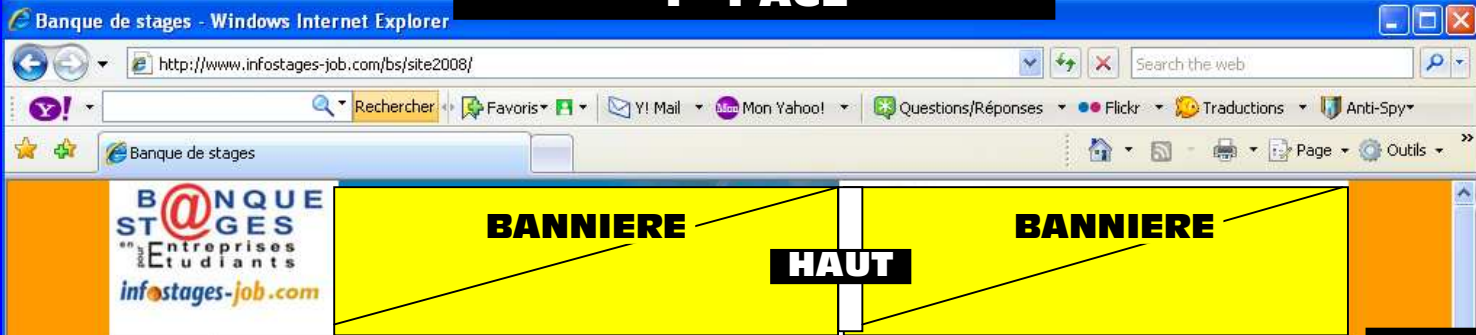 Banque de stages - Windows Internet Explorer
http://www.infostages-job.com/bs/site2008/
Search the web
Y! Rechercher Favoris Y! Mail Mon Yahoo! Questions/Réponses Flickr Traductions Anti-Spy
Banque de stages
Page Outils
B@NQUE
ST@GES
Entreprises
Etudiants
infostages-job.com
BANNIERE BANNIERE
HAUT